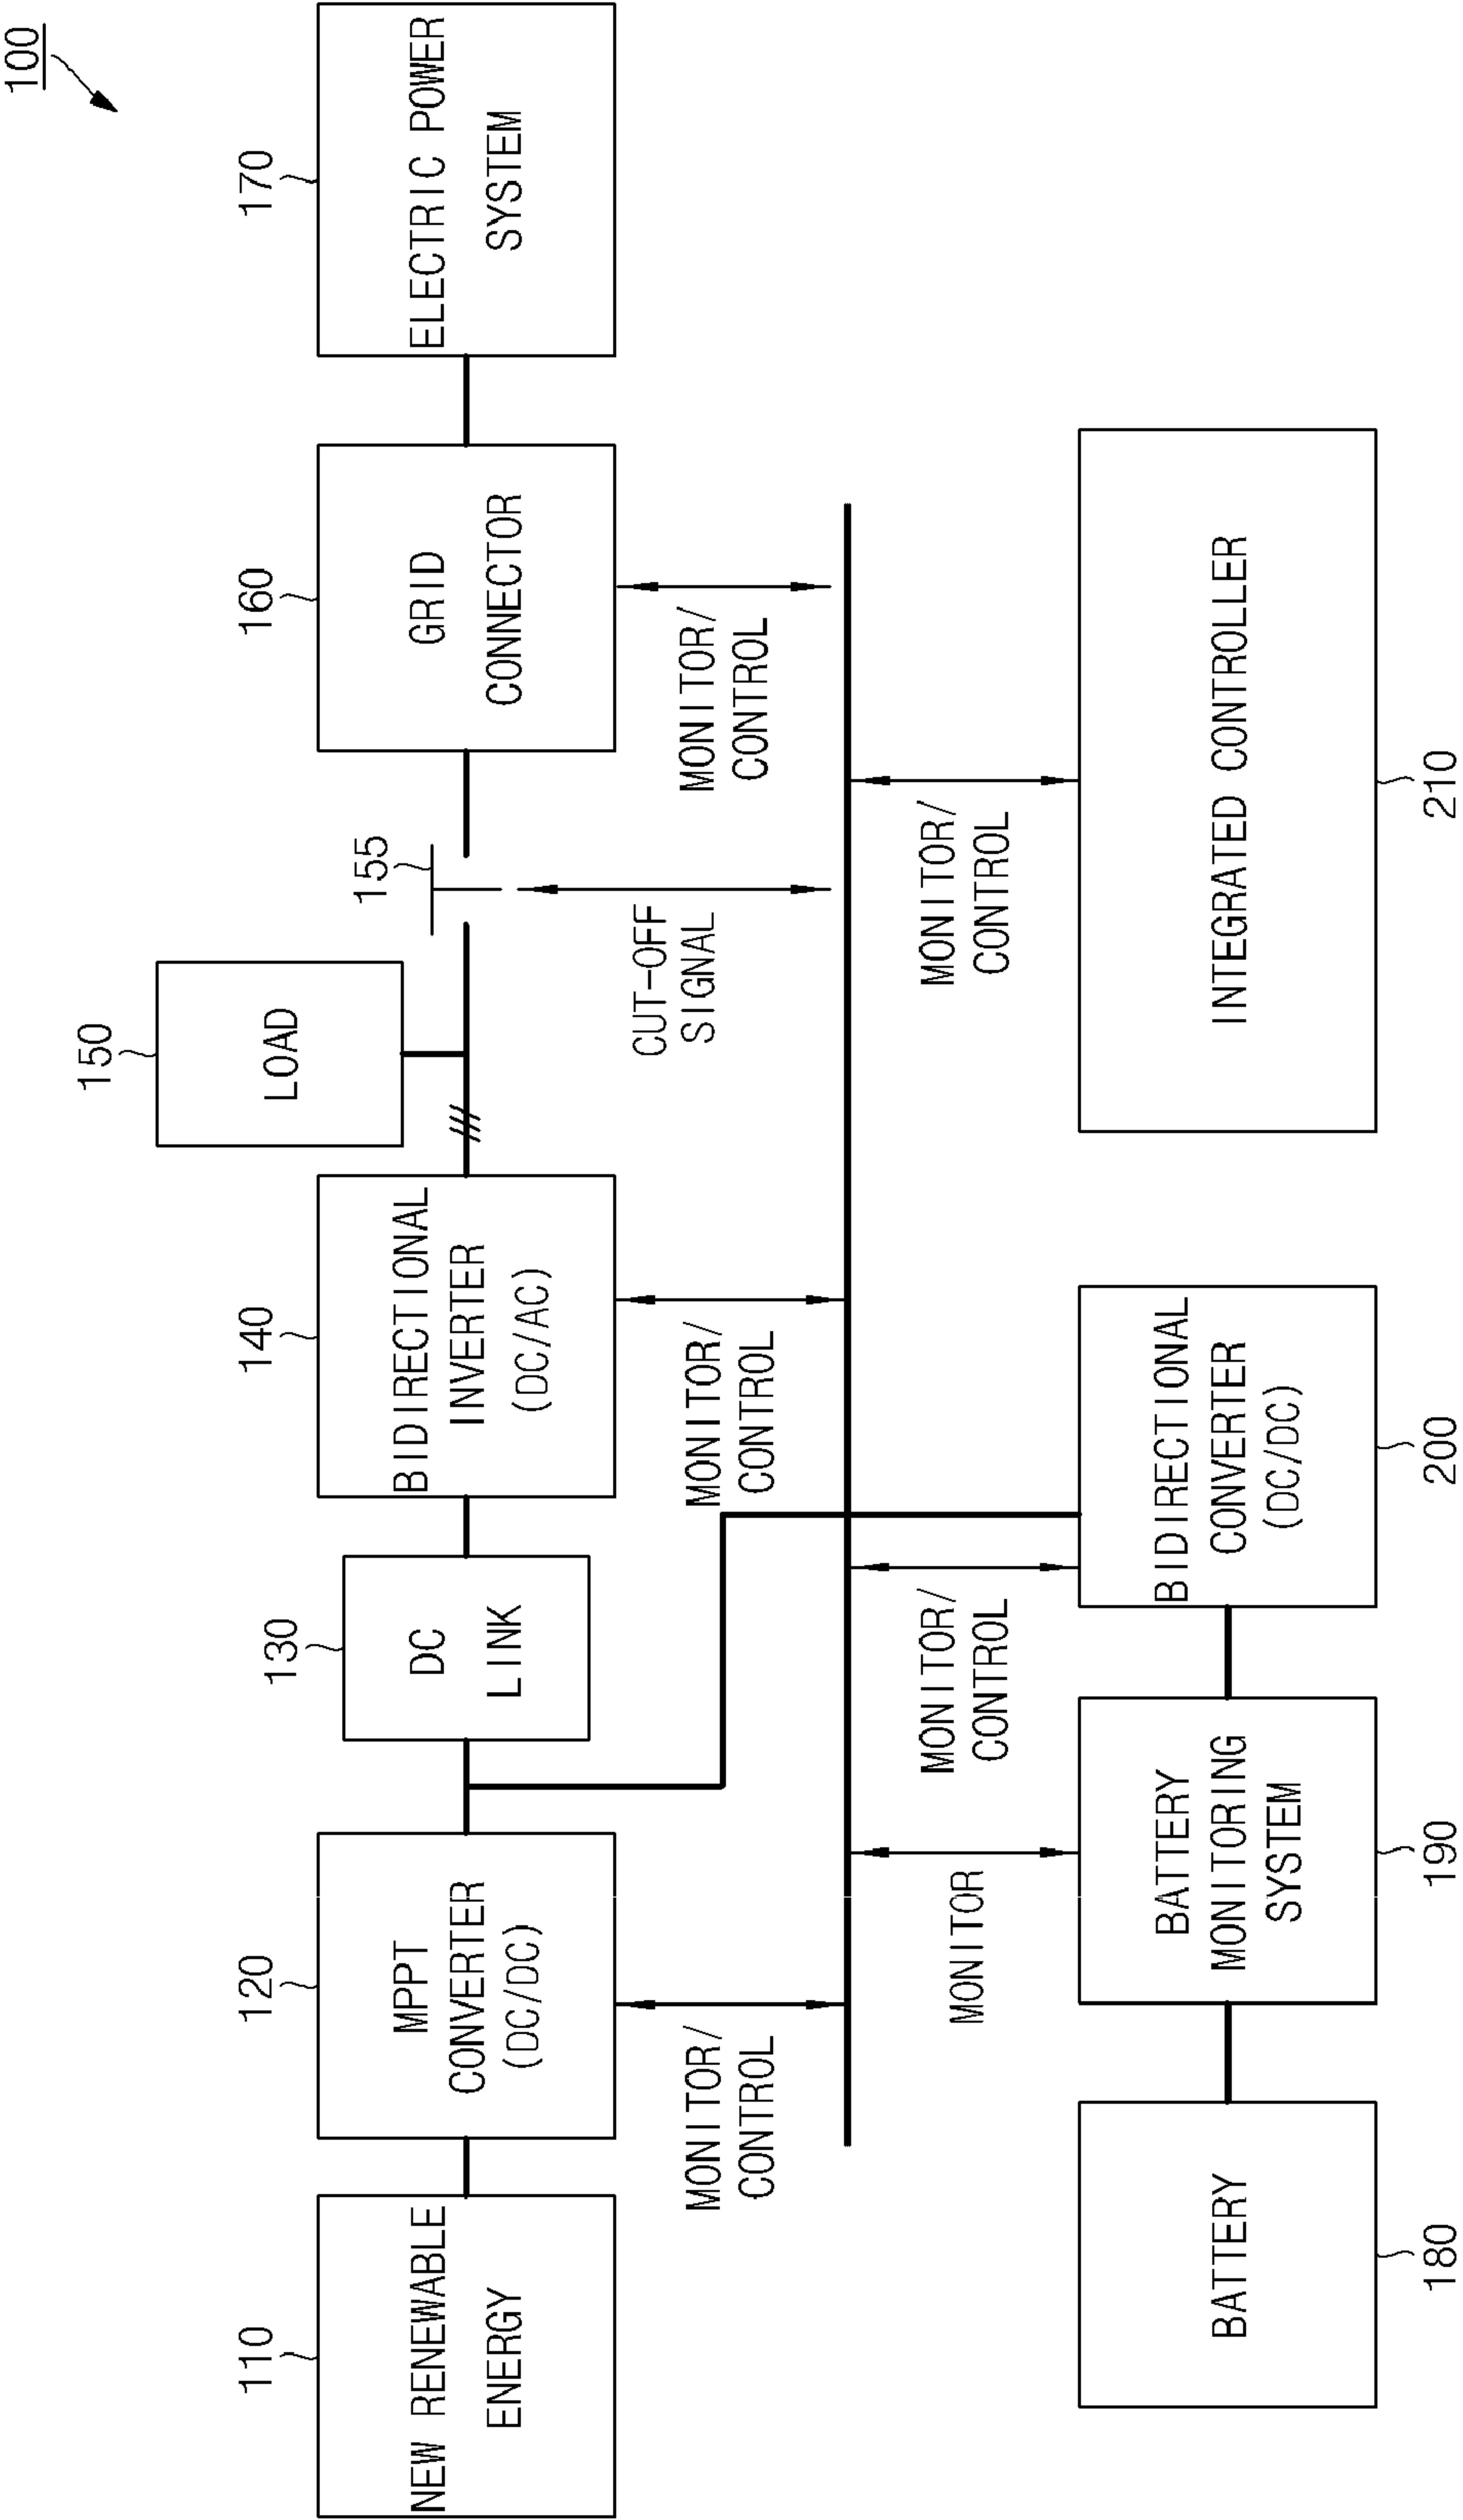 100
110
120
130
140
150
155
160
170
NEW RENEWABLE
ENERGY
MPPT
CONVERTER
(DC/DC)
DC
LINK
BIDIRECTIONAL
INVERTER
(DC/AC)
LOAD
GRID
CONNECTOR
ELECTRIC POWER
SYSTEM
MONITOR/
CONTROL
MONITOR/
CONTROL
CUT-OFF
SIGNAL
MONITOR/
CONTROL
MONITOR
MONITOR/
CONTROL
MONITOR/
CONTROL
BATTERY
BATTERY
MONITORING
SYSTEM
BIDIRECTIONAL
CONVERTER
(DC/DC)
INTEGRATED CONTROLLER
180
190
200
210